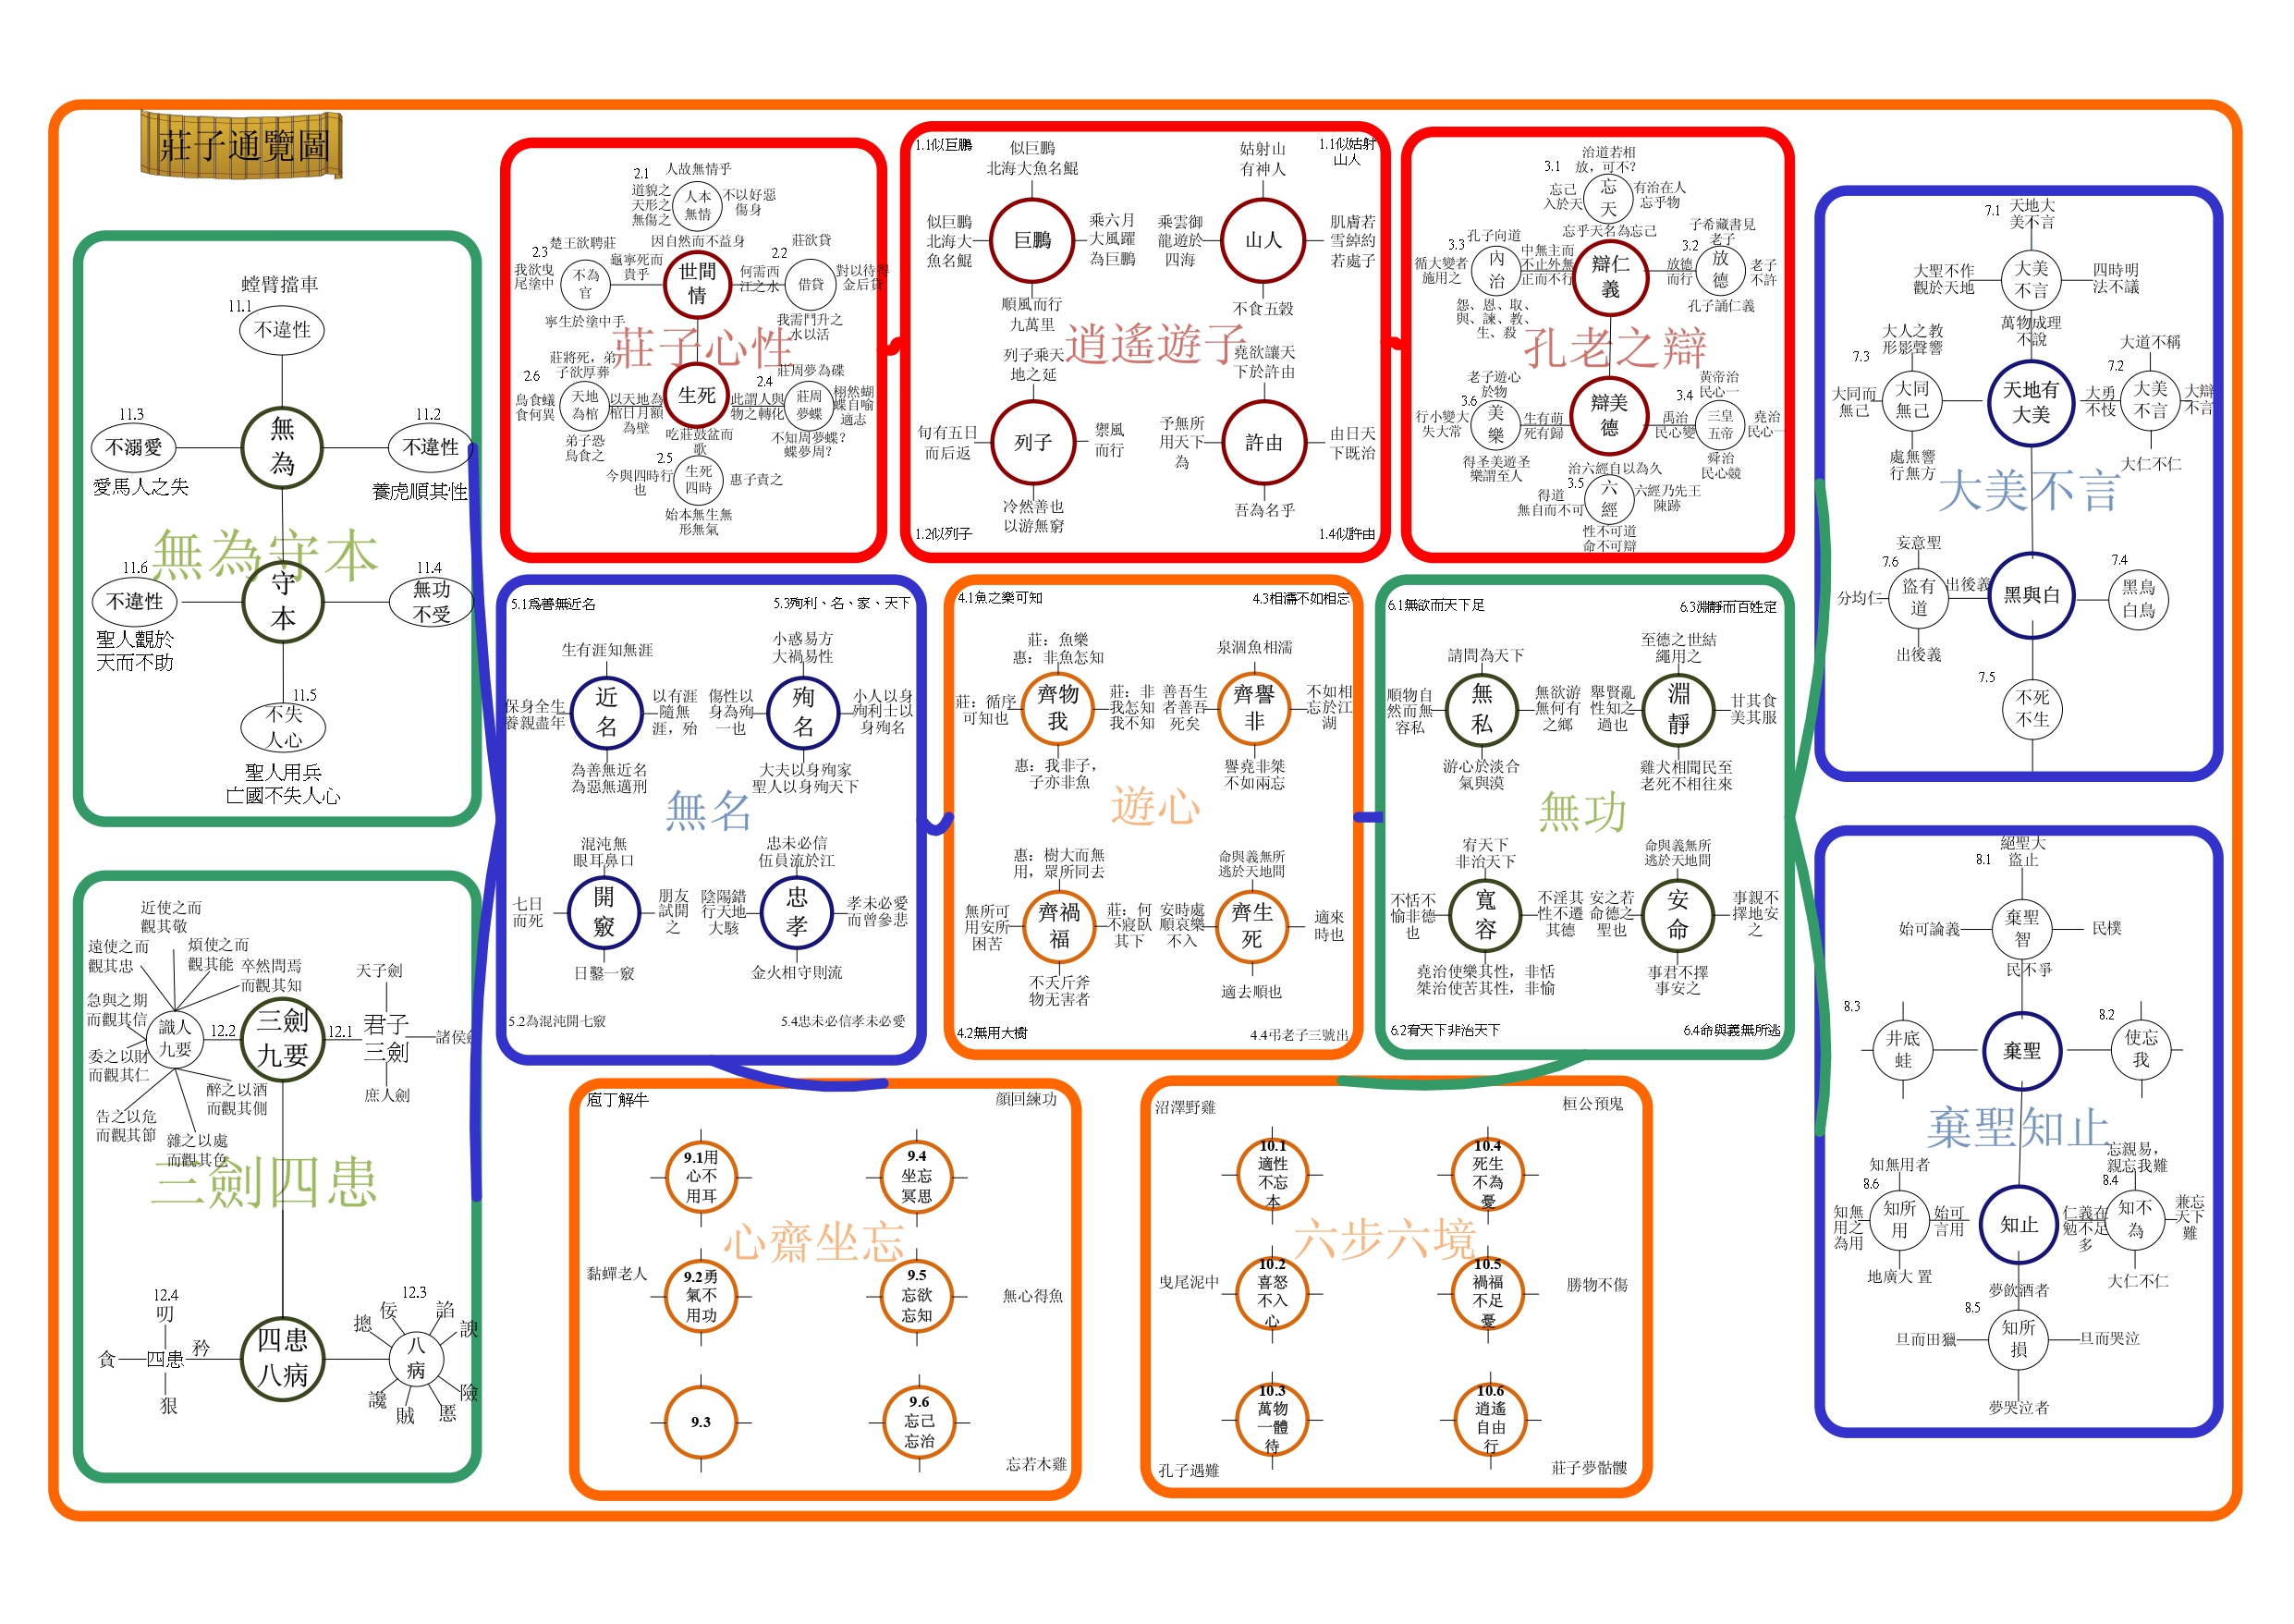 莊子通覽圖
螳臂擋車
11.1
不違性
無
為
11.3
不溺愛
愛馬人之失
11.2
不違性
養虎順其性
無為守本
守
本
11.6
不違性
聖人觀於
天而不助
11.4
無功
不受
11.5
不失
人心
聖人用兵
亡國不失人心
近使之而
觀其敬
遠使之而
觀其忠
煩使之而
觀其能
卒然問焉
而觀其知
急與之期
而觀其信
識人
九要
12.2
三劍
九要
12.1
天子劍
君子
三劍
諸侯劍
庶人劍
委之以財
而觀其仁
醉之以酒
而觀其側
告之以危
而觀其節
雜之以處
而觀其色
三劍四患
12.4
叨
貪
四患
矜
狠
四患
八病
12.3
八
病
摠
佞
諂
諛
讒
賊
慝
險
2.1
人故無情乎
道貌之
天形之
無傷之
人本
無情
不以好惡
傷身
因自然而不益身
2.3
楚王欲聘莊
我欲曳
尾塗中
不為
官
龜寧死而
貴乎
寧生於塗中手
世間
情
2.2
莊欲貸
何需西
江之水
借貸
對以待得
金后貸
我需鬥升之
水以活
莊子心性
2.6
莊將死，弟
子欲厚葬
鳥食蟻
食何異
天地
為棺
以天地為
棺日月額
為壁
弟子恐
鳥食之
生死
2.4
莊周夢為碟
此謂人與
物之轉化
莊周
夢蝶
栩然蝴
蝶自喻
適志
不知周夢蝶?
蝶夢周?
吃莊鼓盆而
歌
2.5
今與四時行
也
生死
四時
惠子責之
始本無生無
形無氣
1.1似巨鵬
似巨鵬
北海大魚名鯤
似巨鵬
北海大
魚名鯤
巨鵬
乘六月
大風躍
為巨鵬
順風而行
九萬里
1.1似姑射
山人
姑射山
有神人
乘雲御
龍遊於
四海
山人
肌膚若
雪綽約
若處子
不食五穀
逍遙遊子
列子乘天
地之延
旬有五日
而后返
列子
禦風
而行
冷然善也
以游無窮
1.2似列子
堯欲讓天
下於許由
予無所
用天下
為
許由
由日天
下既治
吾為名乎
1.4似許由
3.1
治道若相
放，可不?
忘己
入於天
忘
天
有治在人
忘乎物
忘乎天名為忘己
3.3
孔子向道
循大變者
施用之
內
治
中無主而
不止外無
正而不行
怨、恩、取、
與、諫、教、
生、殺
辯仁
義
3.2
子希藏書見
老子
放德
而行
放
德
老子
不許
孔子誦仁義
孔老之辯
3.6
老子遊心
於物
行小變大
失大常
美
樂
生有萌
死有歸
得圣美遊圣
樂謂至人
辯美
德
3.4
黃帝治
民心一
禹治
民心變
三皇
五帝
堯治
民心一
舜治
民心競
治六經自以為久
3.5
得道
無自而不可
六
經
六經乃先王
陳跡
性不可道
命不可辯
7.1
天地大
美不言
大聖不作
觀於天地
大美
不言
四時明
法不議
萬物成理
不說
7.3
大人之教
形影聲響
大同而
無己
大同
無己
處無響
行無方
天地有
大美
7.2
大道不稱
大勇
不忮
大美
不言
大辯
不言
大仁不仁
大美不言
7.6
妄意聖
分均仁
盜有
道
出後義
出後義
黑與白
7.4
黑鳥
白鳥
7.5
不死
不生
5.1為善無近名
5.3殉利、名、家、天下
生有涯知無涯
保身全生
養親盡年
近
名
以有涯
隨無
涯，殆
為善無近名
為惡無邁刑
小惑易方
大禍易性
傷性以
身為殉
一也
殉
名
小人以身
殉利士以
身殉名
大夫以身殉家
聖人以身殉天下
無名
混沌無
眼耳鼻口
七日
而死
開
竅
朋友
試開
之
日鑿一竅
忠未必信
伍員流於江
陰陽錯
行天地
大駭
忠
孝
孝未必愛
而曾參悲
金火相守則流
5.2為混沌開七竅
5.4忠未必信孝未必愛
4.1魚之樂可知
4.3相濡不如相忘
莊：魚樂
惠：非魚怎知
莊：循序
可知也
齊物
我
莊：非
我怎知
我不知
惠：我非子，
子亦非魚
泉涸魚相濡
善吾生
者善吾
死矣
齊譽
非
不如相
忘於江
湖
譽堯非桀
不如兩忘
遊心
惠：樹大而無
用，眾所同去
無所可
用安所
困苦
齊禍
福
莊：何
不寢臥
其下
不夭斤斧
物无害者
命與義無所
逃於天地間
安時處
順哀樂
不入
齊生
死
適來
時也
適去順也
4.2無用大樹
4.4弔老子三號出
6.1無欲而天下足
6.3淵靜而百姓定
請問為天下
順物自
然而無
容私
無
私
無欲游
無何有
之鄉
游心於淡合
氣與漠
至德之世結
繩用之
舉賢亂
性知之
過也
淵
靜
甘其食
美其服
雞犬相聞民至
老死不相往來
無功
宥天下
非治天下
不恬不
愉非德
也
寬
容
不淫其
性不遷
其德
堯治使樂其性，非恬
桀治使苦其性，非愉
命與義無所
逃於天地間
安之若
命德之
聖也
安
命
事親不
擇地安
之
事君不擇
事安之
6.2宥天下非治天下
6.4命與義無所逃
8.1
絕聖大
盜止
始可論義
棄聖
智
民樸
民不爭
8.3
井底
蛙
棄聖
8.2
使忘
我
棄聖知止
知無用者
8.6
知無
用之
為用
知所
用
始可
言用
地廣大 置
知止
忘親易，
親忘我難
8.4
仁義在
勉不足
多
知不
為
兼忘
天下
難
大仁不仁
夢飲酒者
8.5
旦而田獵
知所
損
旦而哭泣
夢哭泣者
庖丁解牛
顏回練功
9.1用
心不
用耳
9.4
坐忘
冥思
心齋坐忘
黏蟬老人
9.2勇
氣不
用功
9.5
忘欲
忘知
無心得魚
9.3
9.6
忘己
忘治
忘若木雞
沼澤野雞
桓公預鬼
10.1
適性
不忘
本
10.4
死生
不為
憂
六步六境
曳尾泥中
10.2
喜怒
不入
心
10.5
禍福
不足
憂
勝物不傷
10.3
萬物
一體
待
10.6
逍遙
自由
行
孔子遇難
莊子夢骷髏